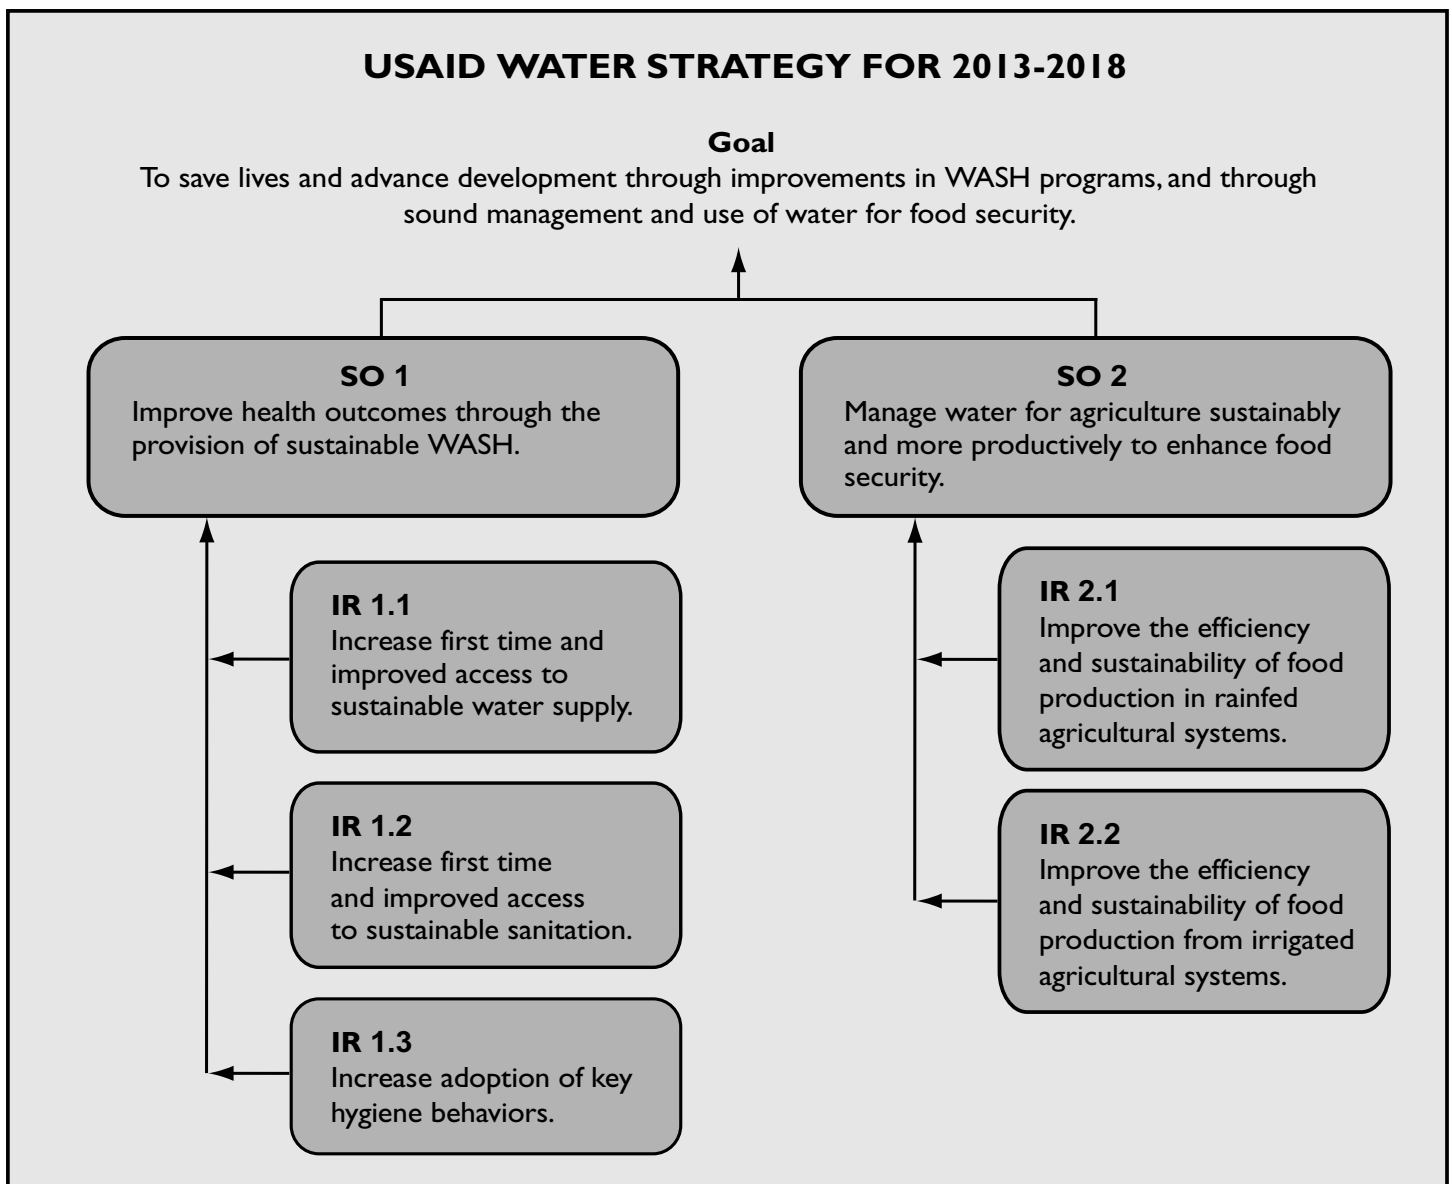 USAID WATER STRATEGY FOR 2013-2018
Goal
To save lives and advance development through improvements in WASH programs, and through
sound management and use of water for food security.
SO 1
Improve health outcomes through the
provision of sustainable WASH.
IR 1.1
Increase first time and
improved access to
sustainable water supply.
IR 1.2
Increase first time
and improved access
to sustainable sanitation.
IR 1.3
Increase adoption of key
hygiene behaviors.
SO 2
Manage water for agriculture sustainably
and more productively to enhance food
security.
IR 2.1
Improve the efficiency
and sustainability of food
production in rainfed
agricultural systems.
IR 2.2
Improve the efficiency
and sustainability of food
production from irrigated
agricultural systems.